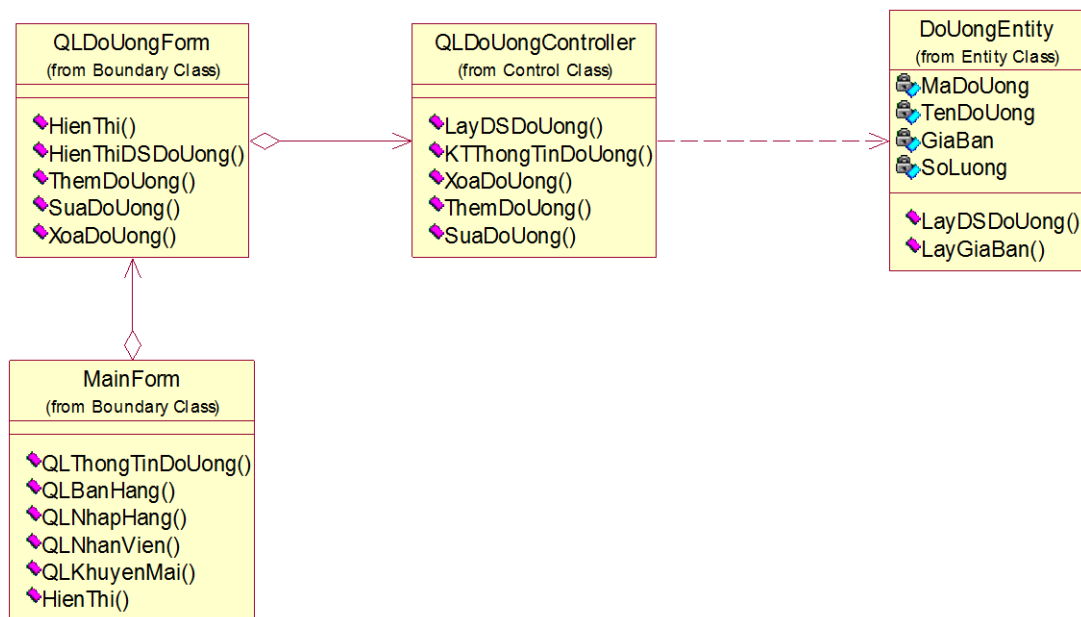 QLDoUongForm
(from Boundary Class)
HienThi()
HienThiDSDoUong()
ThemDoUong()
SuaDoUong()
XoaDoUong()
QLDoUongController
(from Control Class)
LayDSDoUong()
KTThongTinDoUong()
XoaDoUong()
ThemDoUong()
SuaDoUong()
DoUongEntity
(from Entity Class)
MaDoUong
TenDoUong
GiaBan
SoLuong
LayDSDoUong()
LayGiaBan()
MainForm
(from Boundary Class)
QLThongTinDoUong()
QLBanHang()
QLNhapHang()
QLNhanVien()
QLKhuyenMai()
HienThi()